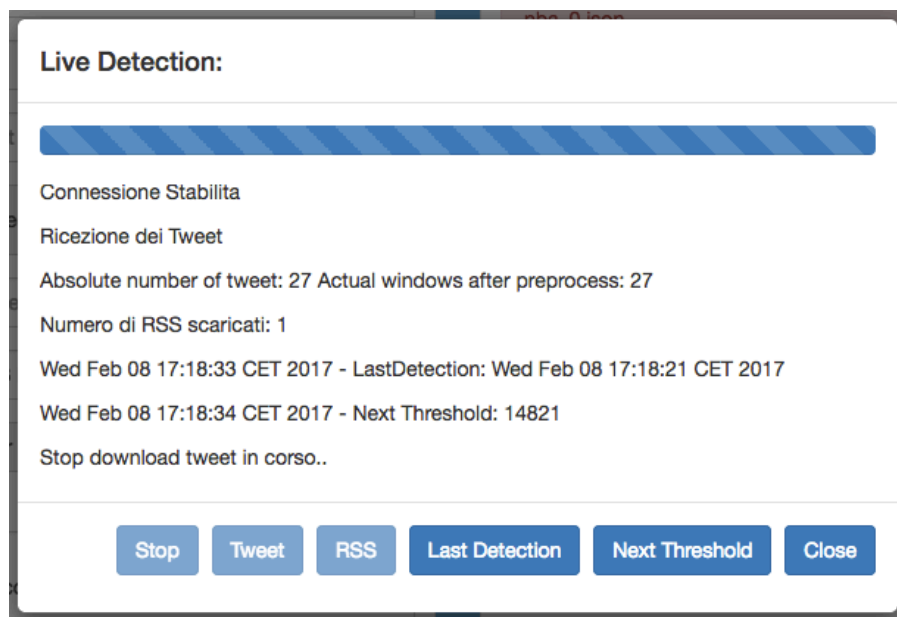 nba_0.json
Live Detection:
Connessione Stabilita
Ricezione dei Tweet
Absolute number of tweet: 27 Actual windows after preprocess: 27
Numero di RSS scaricati: 1
Wed Feb 08 17:18:33 CET 2017 - LastDetection: Wed Feb 08 17:18:21 CET 2017
Wed Feb 08 17:18:34 CET 2017 - Next Threshold: 14821
Stop download tweet in corso..
Stop Tweet RSS Last Detection Next Threshold Close